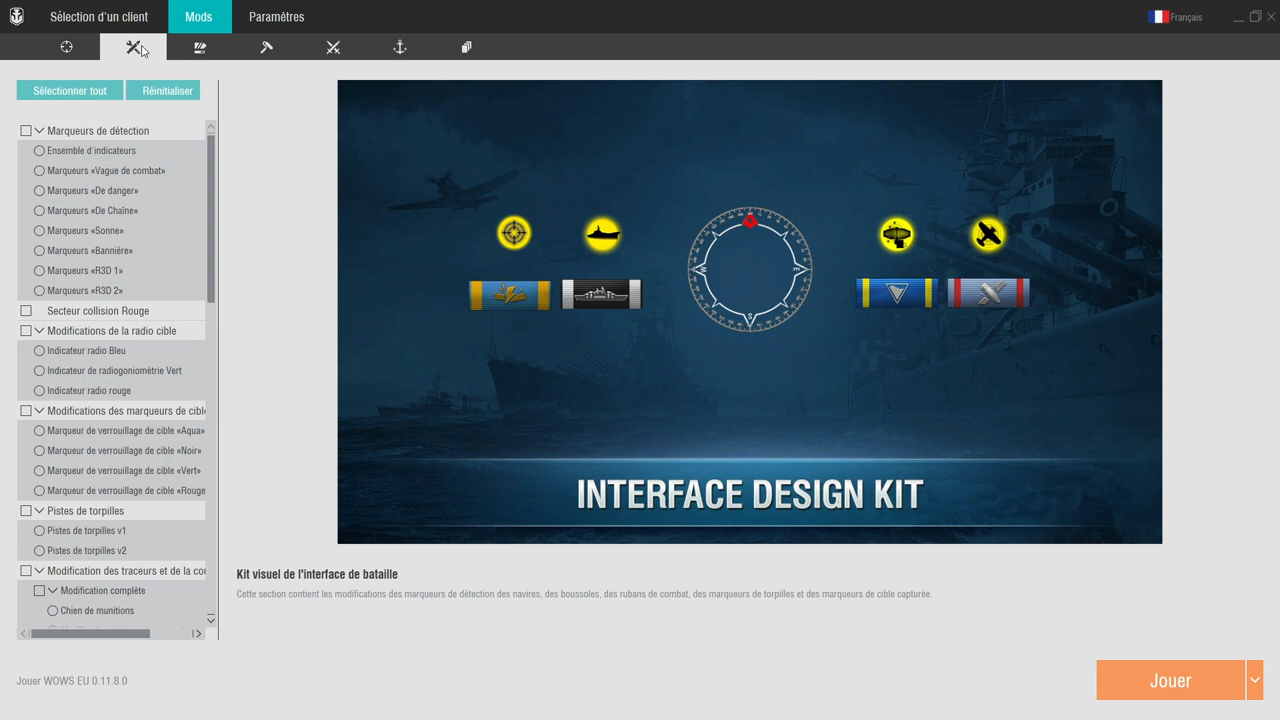 Sélection d'un client
Mods
Paramètres
Français
Sélectionner tout
Réinitialiser
Marqueurs de détection
Ensemble d'indicateurs
Marqueurs «Vague de combat»
Marqueurs «De danger»
Marqueurs «De Chaîne»
Marqueurs «Sonne»
Marqueurs «Bannière»
Marqueurs «R3D 1»
Marqueurs «R3D 2»
Secteur collision Rouge
Modifications de la radio cible
Indicateur radio Bleu
Indicateur de radiogoniométrie Vert
Indicateur radio rouge
Modifications des marqueurs de cibl
Marqueur de verrouillage de cible «Aqua»
Marqueur de verrouillage de cible «Noir»
Marqueur de verrouillage de cible «Vert»
Marqueur de verrouillage de cible «Rouge
Pistes de torpilles
Pistes de torpilles v1
Pistes de torpilles v2
Modification des traceurs et de la cou
Modification complète
Chien de munitions
W
E
S
INTERFACE DESIGN KIT
Kit visuel de l'interface de bataille
Cette section contient les modifications des marqueurs de détection des navires, des boussoles, des rubans de combat, des marqueurs de torpilles et des marqueurs de cible capturée.
Jouer WOWS EU 0.11.8.0
Jouer